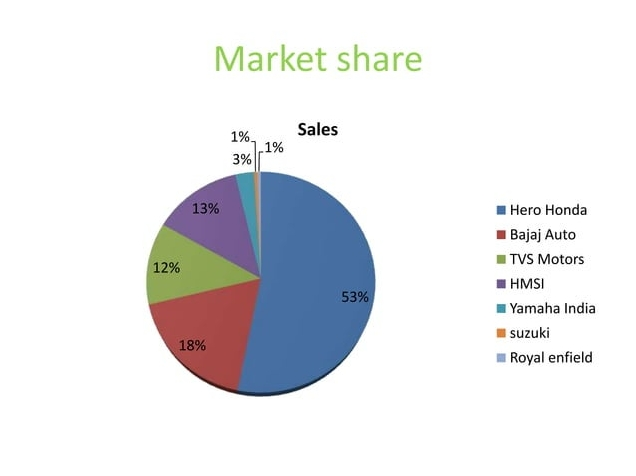 Market share
Sales
1%
1%
3%
13%
12%
53%
18%
Hero Honda
Bajaj Auto
TVS Motors
HMSI
Yamaha India
suzuki
Royal enfield